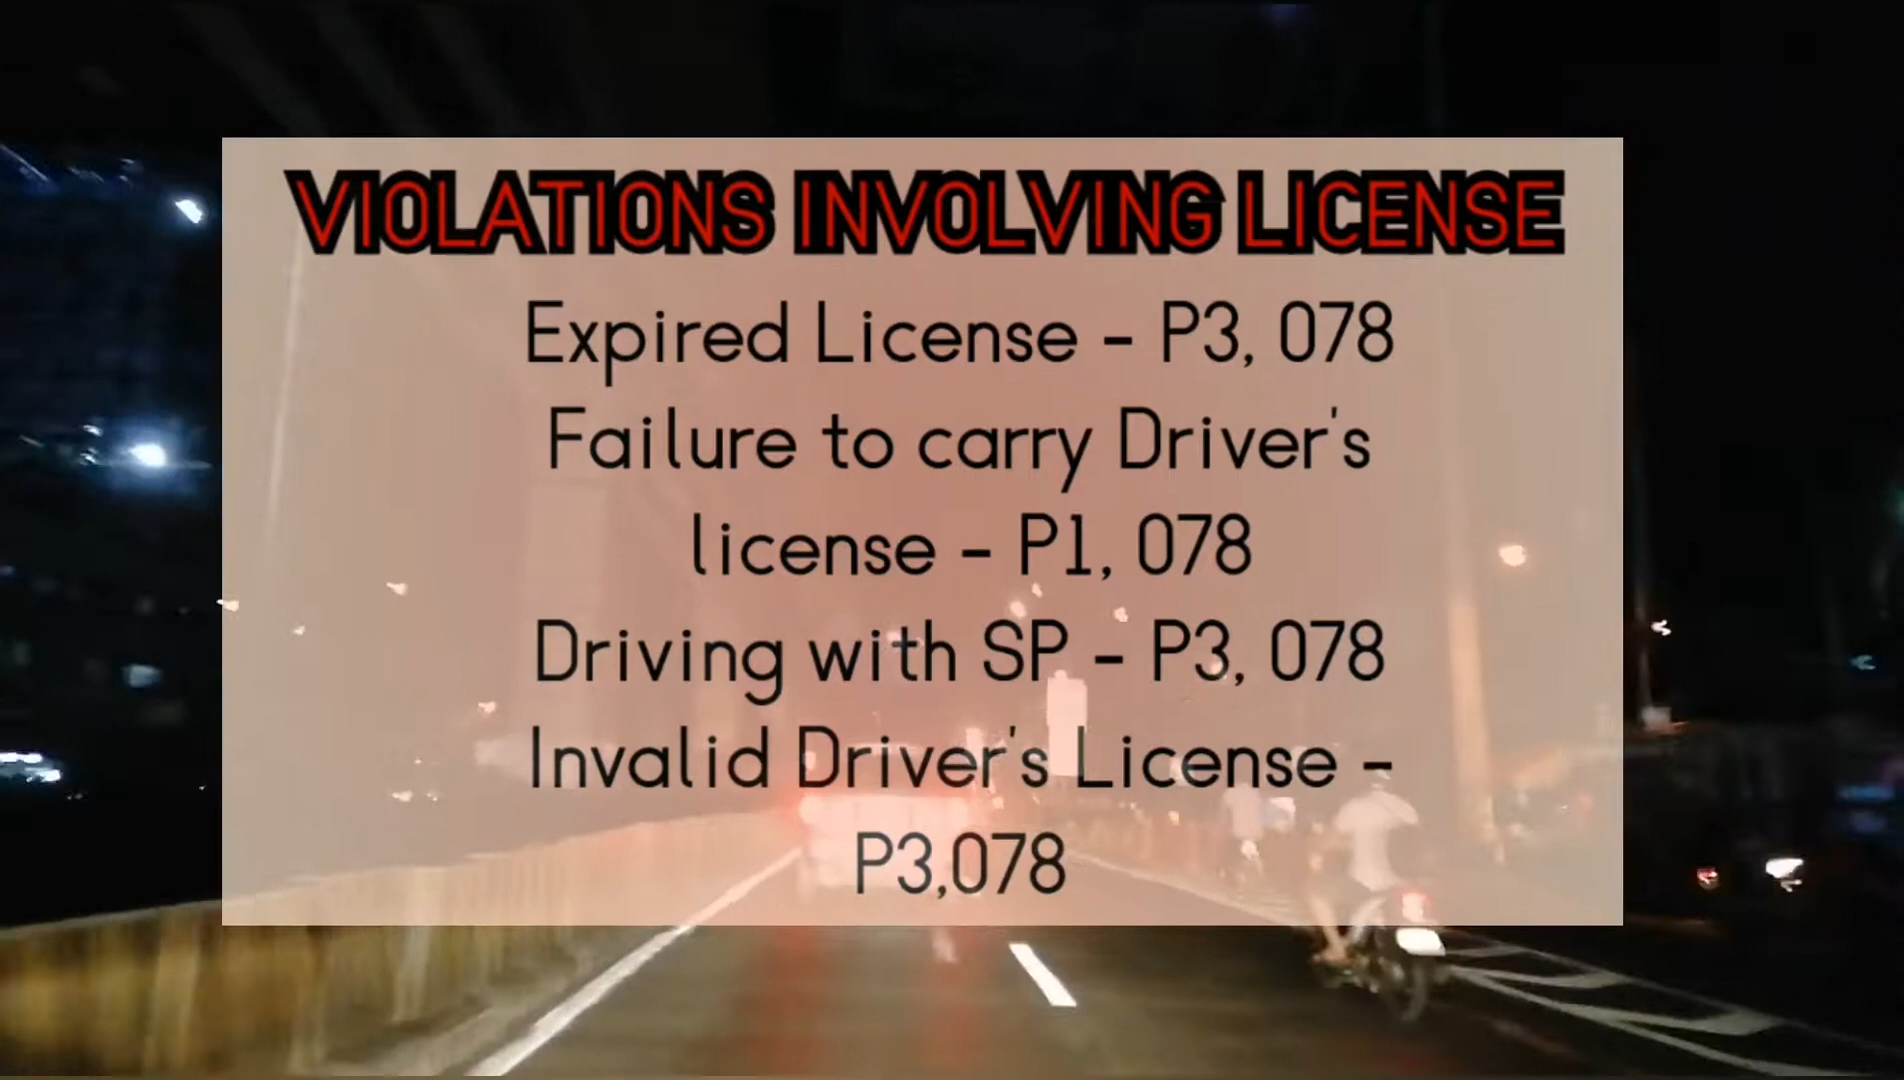 VIOLATIONS INVOLVING LICENSE
Expired License - P3, 078
Failure to carry Driver's
license - P1, 078
Driving with SP - P3, 078
Invalid Driver's License -
P3,078